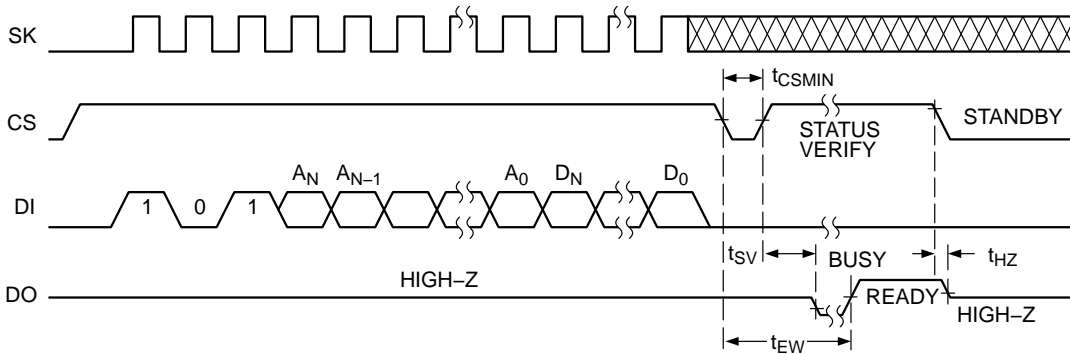 SK
t_CSMIN
CS
STANDBY
STATUS
VERIFY
A_N A_N–1 A_0 D_N D_0
DI
1 0 1
t_SV
BUSY
t_HZ
HIGH–Z
DO
READY
HIGH–Z
t_EW